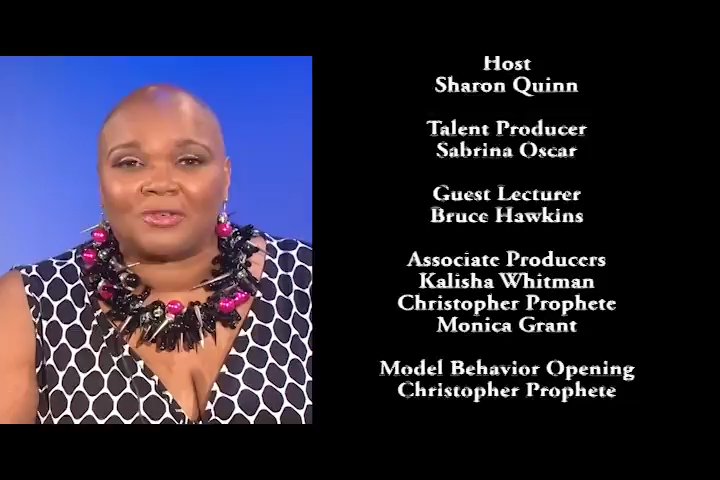 Host
Sharon Quinn
Talent Producer
Sabrina Oscar
Guest Lecturer
Bruce Hawkins
Associate Producers
Kalisha Whitman
Christopher Prophete
Monica Grant
Model Behavior Opening
Christopher Prophete